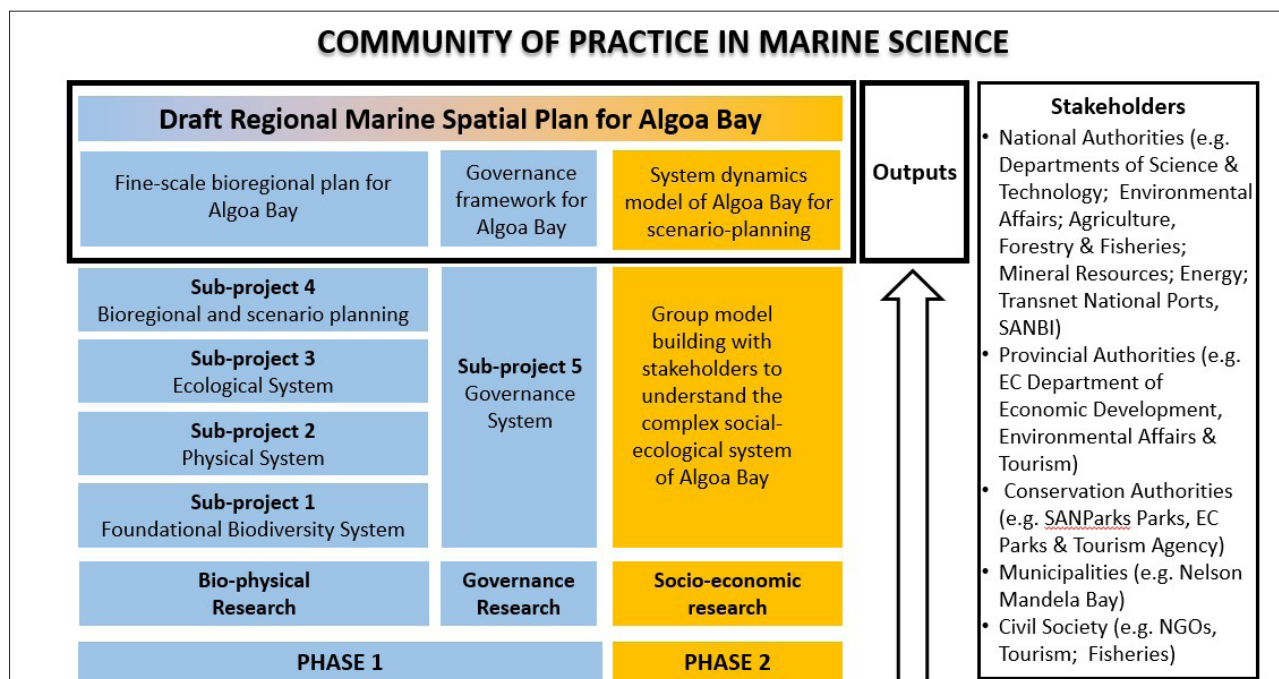 COMMUNITY OF PRACTICE IN MARINE SCIENCE
Draft Regional Marine Spatial Plan for Algoa Bay
Fine-scale bioregional plan for
Algoa Bay
Governance
framework for
Algoa Bay
System dynamics
model of Algoa Bay for
scenario-planning
Outputs
Sub-project 4
Bioregional and scenario planning
Sub-project 3
Ecological System
Sub-project 2
Physical System
Sub-project 1
Foundational Biodiversity System
Sub-project 5
Governance
System
Group model
building with
stakeholders to
understand the
complex social-
ecological system
of Algoa Bay
Bio-physical
Research
Governance
Research
Socio-economic
research
PHASE 1
PHASE 2
Stakeholders
• National Authorities (e.g.
Departments of Science &
Technology; Environmental
Affairs; Agriculture,
Forestry & Fisheries;
Mineral Resources; Energy;
Transnet National Ports,
SANBI)
• Provincial Authorities (e.g.
EC Department of
Economic Development,
Environmental Affairs &
Tourism)
• Conservation Authorities
(e.g. SANParks Parks, EC
Parks & Tourism Agency)
• Municipalities (e.g. Nelson
Mandela Bay)
• Civil Society (e.g. NGOs,
Tourism; Fisheries)